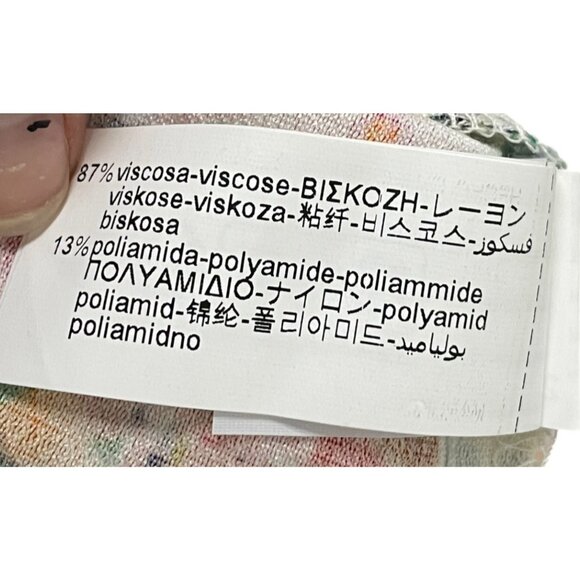 87% viscosa-viscose-ΒΙΣΚΟΖΗ-レーヨン
viskose-viskoza-粘纤-비스코스-فسكوز
biskosa
13% poliamida-polyamide-poliammide
ΠΟΛΥΑΜΙΔΙΟ-ナイロン-polyamid
poliamid-锦纶-폴리아미드-بولياميد
poliamidno